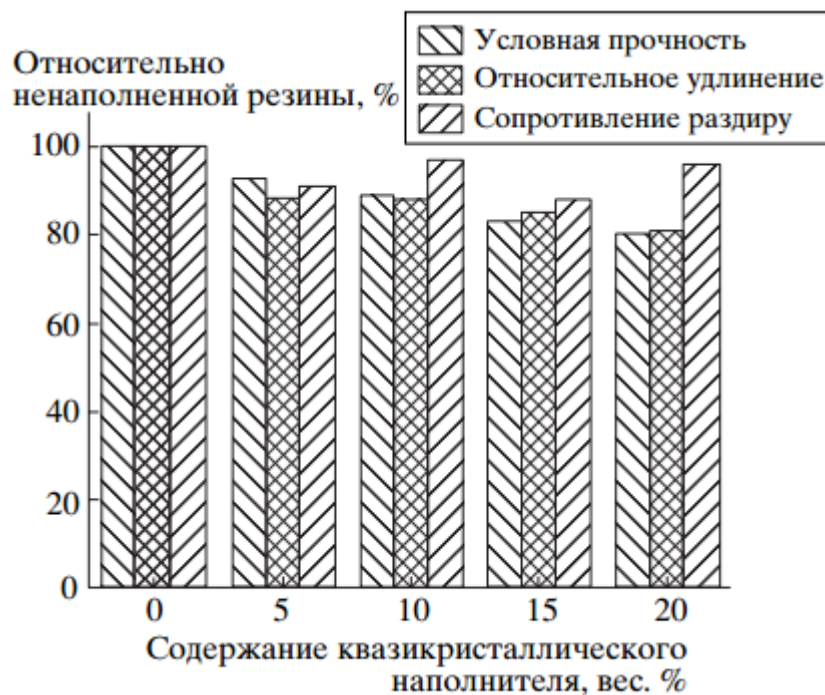 Условная прочность
Относительное удлинение
Сопротивление раздиру
Относительно
ненаполненной резины, %
100
80
60
40
20
0
0 5 10 15 20
Содержание квазикристаллического
наполнителя, вес. %